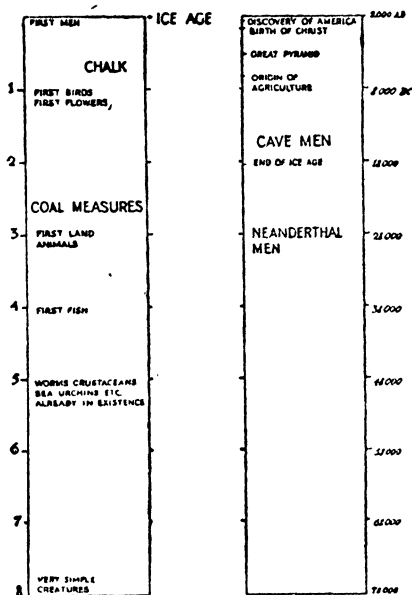 FIRST MEN
ICE AGE
CHALK
1
FIRST BIRDS
FIRST FLOWERS,
2
COAL MEASURES
3
FIRST LAND
ANIMALS
4
FIRST FISH
5
WORMS CRUSTACEANS
SEA URCHINS ETC.
ALREADY IN EXISTENCE
6
7
VERY SIMPLE
CREATURES
8
DISCOVERY OF AMERICA
BIRTH OF CHRIST
GREAT PYRAMID
ORIGIN OF
AGRICULTURE
CAVE MEN
END OF ICE AGE
NEANDERTHAL
MEN
AD
BC